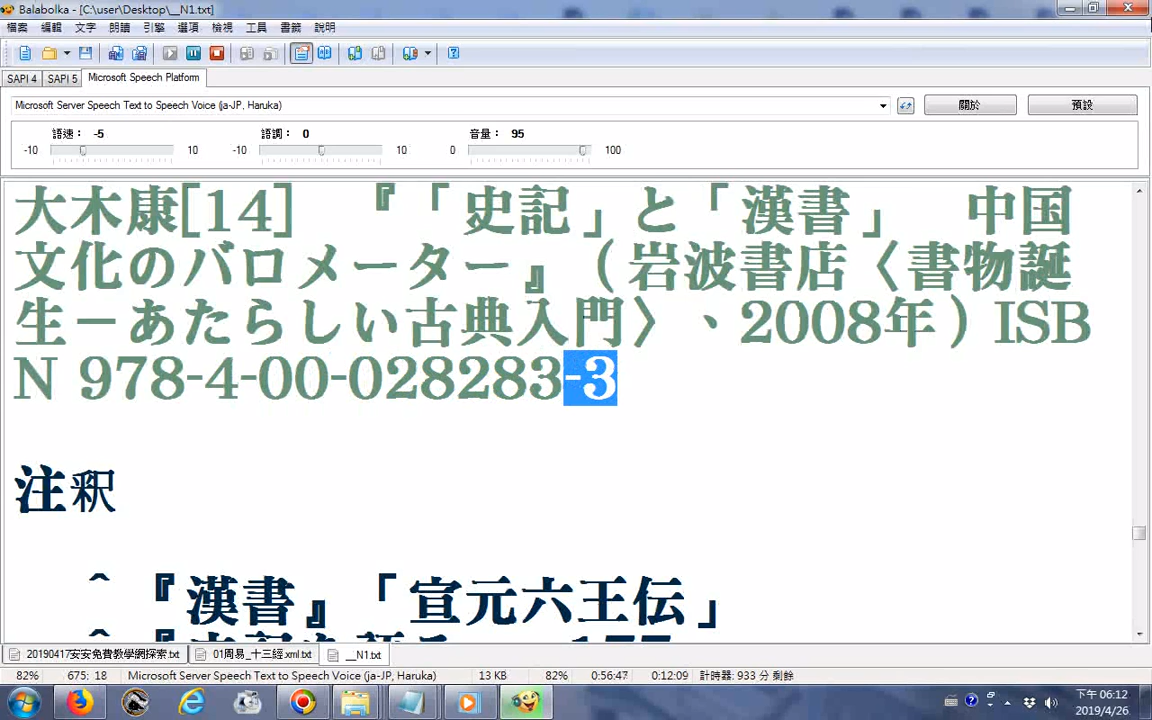 Balabolka - [C:\user\Desktop\__N1.txt]
檔案 編輯 文字 朗讀 引擎 選項 檢視 工具 書籤 說明
SAPI 4 SAPI 5 Microsoft Speech Platform
Microsoft Server Speech Text to Speech Voice (ja-JP, Haruka) 關於 預設
語速： -5 語調： 0 音量： 95
-10 10 -10 10 0 100
大木康[14]　『「史記」と「漢書」　中国
文化のバロメーター』（岩波書店〈書物誕
生－あたらしい古典入門〉、2008年）ISB
N 978-4-00-028283-3
注釈
^ 『漢書』「宣元六王伝」
20190417安安免費教學網探索.txt 01周易_十三經.xml.txt __N1.txt
82% 675: 18 Microsoft Server Speech Text to Speech Voice (ja-JP, Haruka) 13 KB 82% 0:56:47 0:12:09 計時器: 933 分 剩餘
下午 06:12
2019/4/26